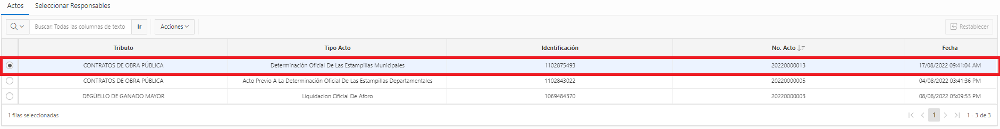 Actos Seleccionar Responsables
Buscar: Todas las columnas de texto Ir Acciones Restablecer
Tributo Tipo Acto Identificación No. Acto Fecha
CONTRATOS DE OBRA PÚBLICA Determinación Oficial De Las Estampillas Municipales 1102875493 20220000013 17/08/2022 09:41:04 AM
CONTRATOS DE OBRA PÚBLICA Acto Previo A La Determinación Oficial De Las Estampillas Departamentales 1102843022 20220000005 04/08/2022 03:41:36 PM
DEGÜELLO DE GANADO MAYOR Liquidacion Oficial De Aforo 1069484370 20220000003 08/08/2022 05:09:53 PM
1 filas seleccionadas 1 1 - 3 de 3